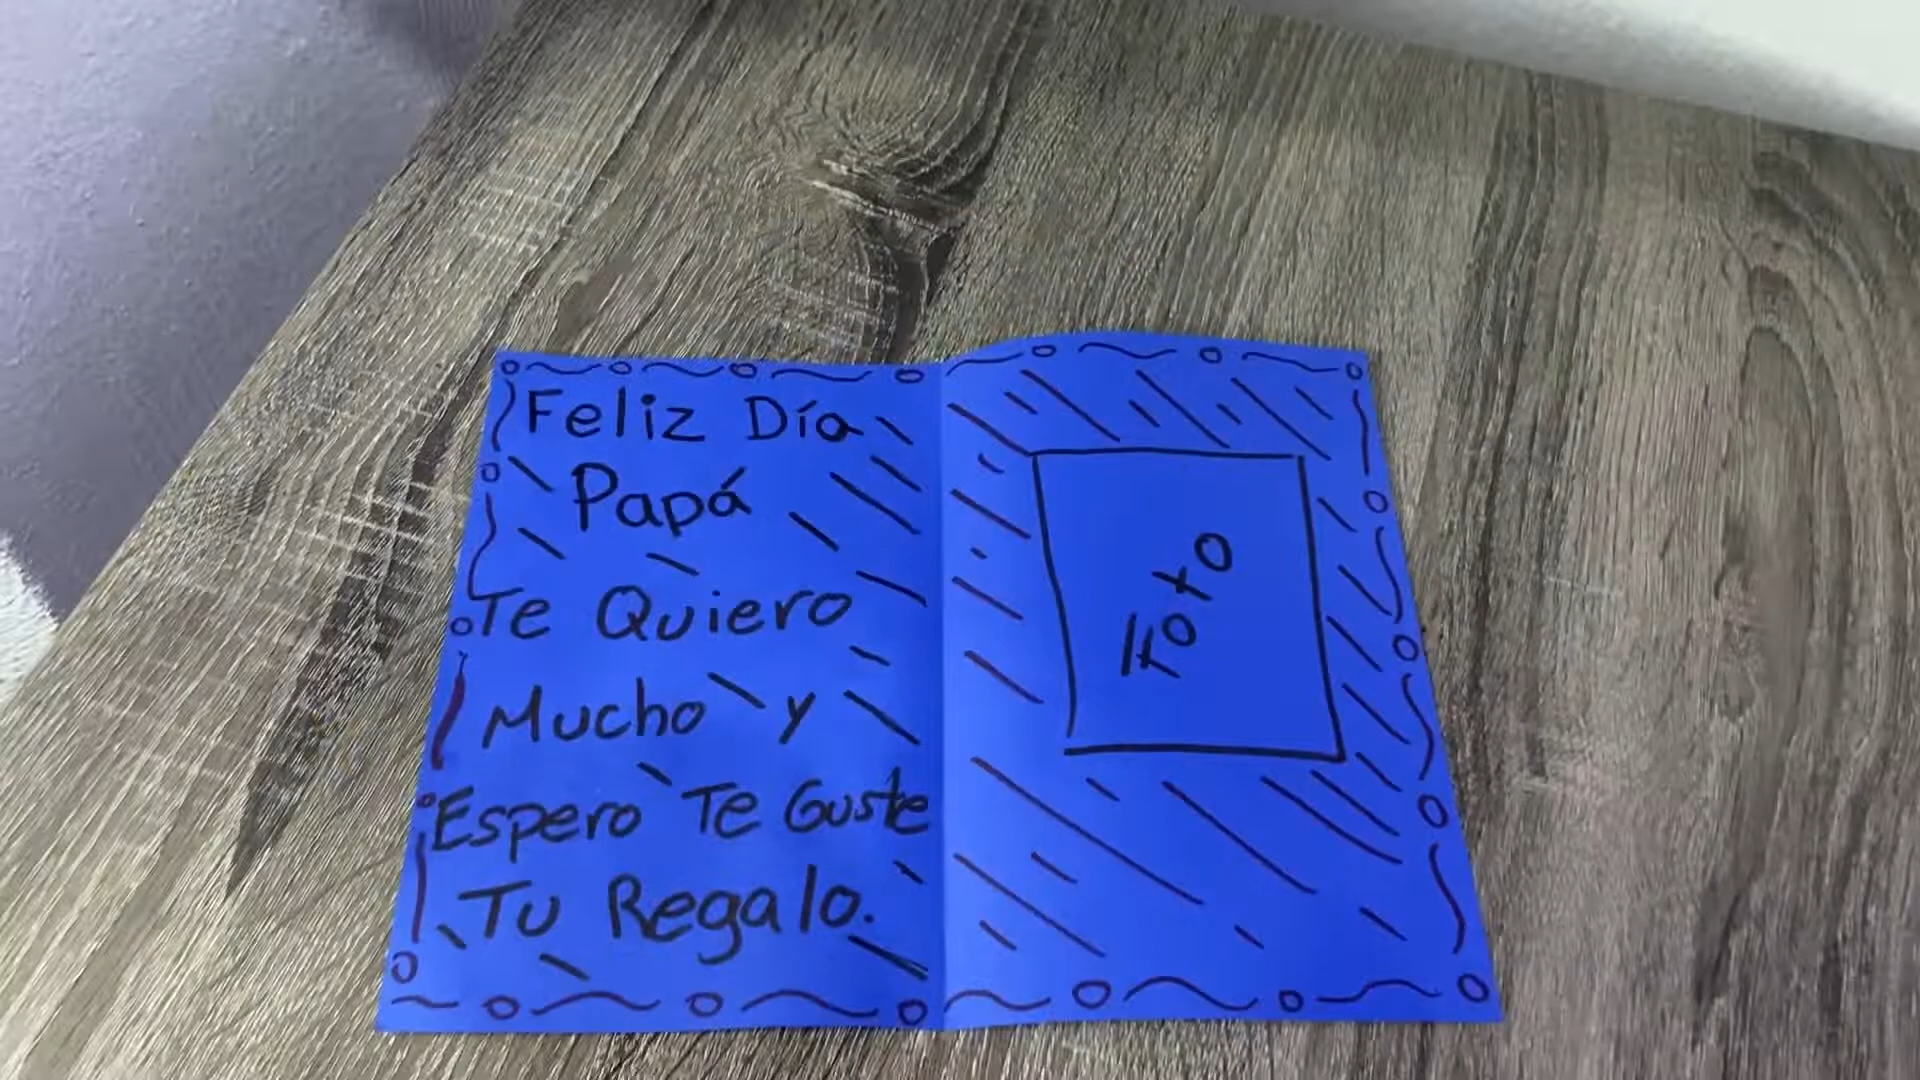 Feliz Día
Papá
Te Quiero
Mucho y
Espero Te Guste
Tu Regalo.
Foto